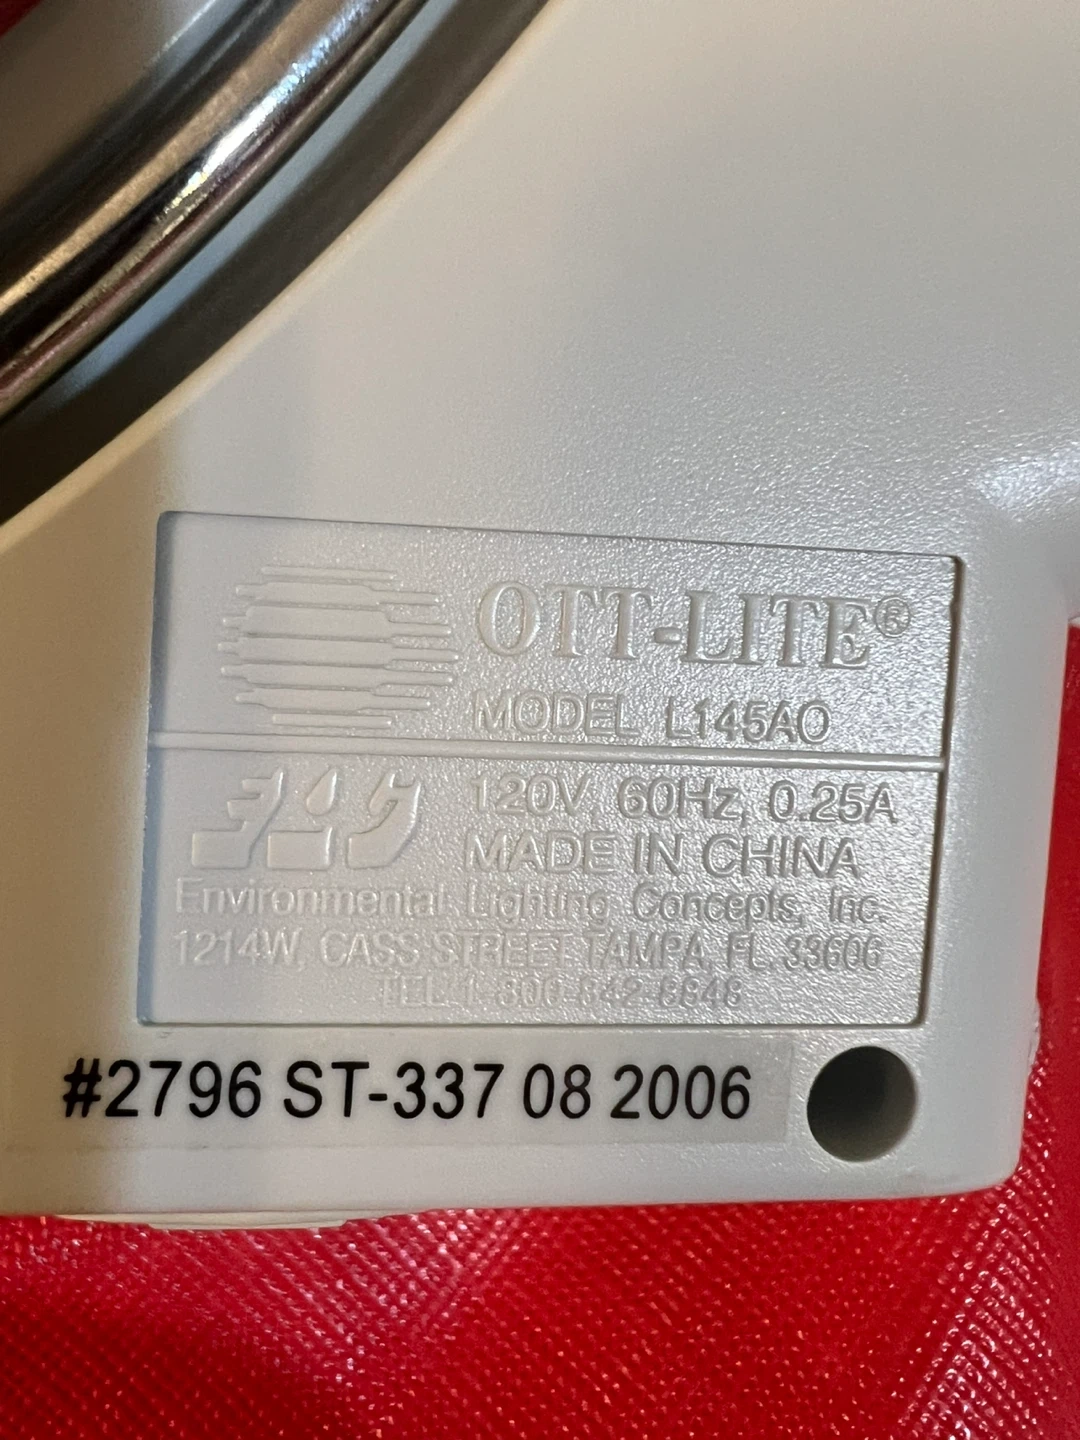 OTT-LITE®
MODEL L145AO
120V, 60Hz, 0.25A
MADE IN CHINA
Environmental Lighting Concepts, Inc.
1214W, CASS STREET TAMPA, FL, 33606
TEL 1-800-842-8848
#2796 ST-337 08 2006